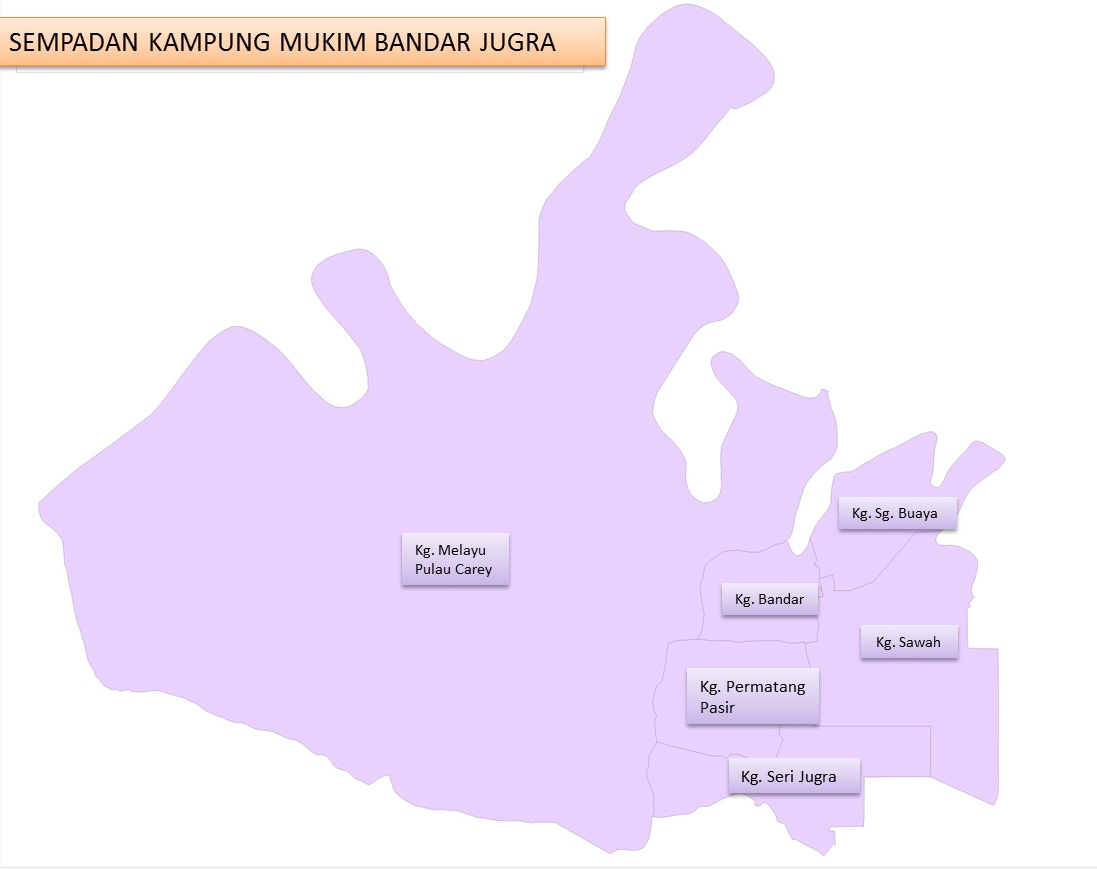 SEMPADAN KAMPUNG MUKIM BANDAR JUGRA
Kg. Sg. Buaya
Kg. Melayu
Pulau Carey
Kg. Bandar
Kg. Sawah
Kg. Permatang
Pasir
Kg. Seri Jugra